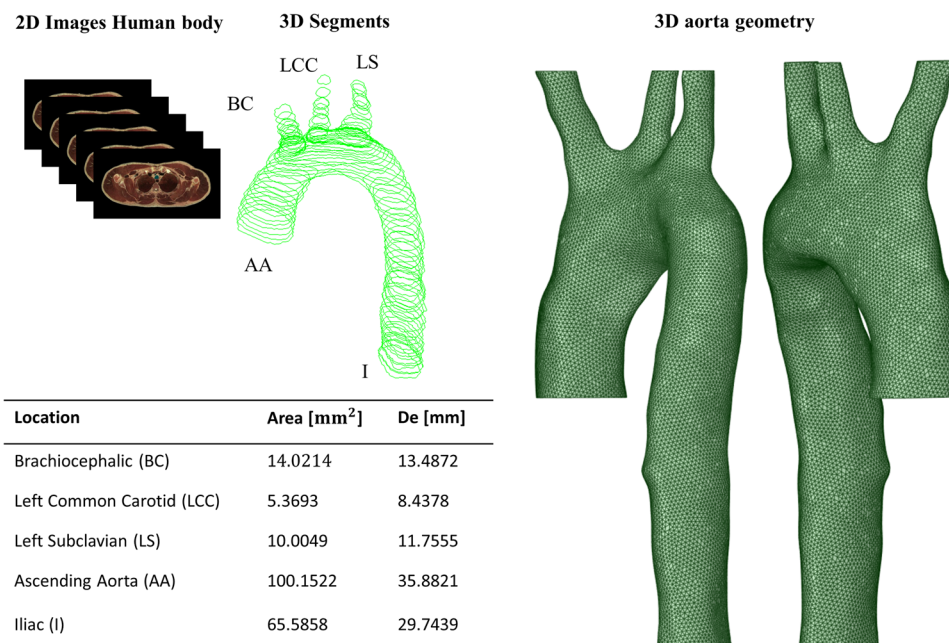 2D Images Human body
3D Segments
3D aorta geometry
LCC
LS
BC
AA
I
Location Area [mm²] De [mm]
Brachiocephalic (BC) 14.0214 13.4872
Left Common Carotid (LCC) 5.3693 8.4378
Left Subclavian (LS) 10.0049 11.7555
Ascending Aorta (AA) 100.1522 35.8821
Iliac (I) 65.5858 29.7439